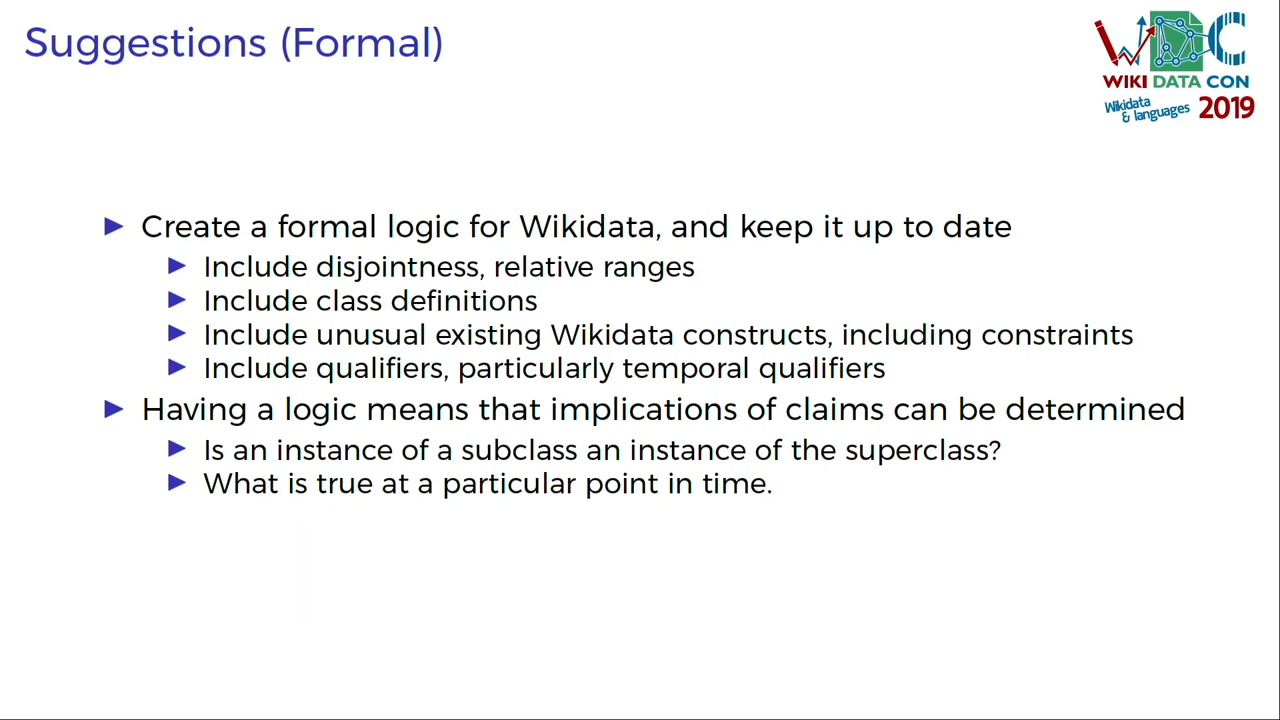 Suggestions (Formal)
WIKI DATA CON
Wikidata
& languages
2019
▶ Create a formal logic for Wikidata, and keep it up to date
▶ Include disjointness, relative ranges
▶ Include class definitions
▶ Include unusual existing Wikidata constructs, including constraints
▶ Include qualifiers, particularly temporal qualifiers
▶ Having a logic means that implications of claims can be determined
▶ Is an instance of a subclass an instance of the superclass?
▶ What is true at a particular point in time.